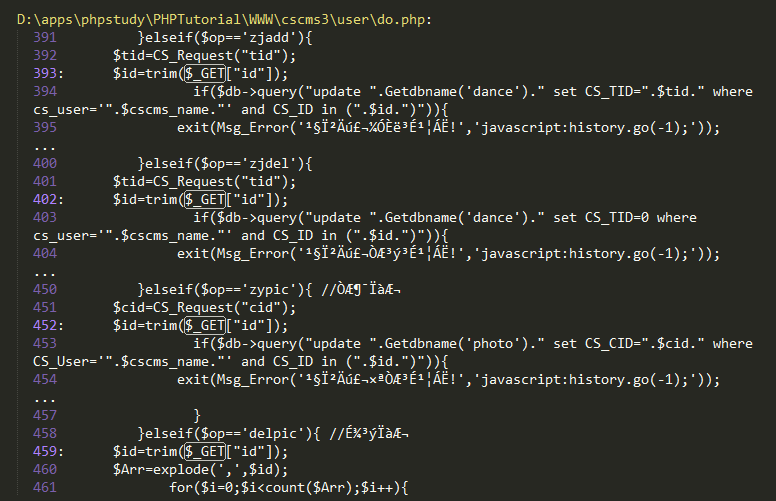 D:\apps\phpstudy\PHPTutorial\WWW\cscms3\user\do.php:
391 }elseif($op=='zjadd'){
392 $tid=CS_Request("tid");
393: $id=trim($_GET["id"]);
394 if($db->query("update ".Getdbname('dance')." set CS_TID=".$tid." where
cs_user='".$cscms_name."' and CS_ID in (".$id.")")){
395 exit(Msg_Error('¹§Ï²Äú£¬¼ÓÈë³É¹¦ÁË!','javascript:history.go(-1);'));
...
400 }elseif($op=='zjdel'){
401 $tid=CS_Request("tid");
402: $id=trim($_GET["id"]);
403 if($db->query("update ".Getdbname('dance')." set CS_TID=0 where
cs_user='".$cscms_name."' and CS_ID in (".$id.")")){
404 exit(Msg_Error('¹§Ï²Äú£¬ÒÆ³ý³É¹¦ÁË!','javascript:history.go(-1);'));
...
450 }elseif($op=='zypic'){ //ÒÆ¶¯ÏàÆ¬
451 $cid=CS_Request("cid");
452: $id=trim($_GET["id"]);
453 if($db->query("update ".Getdbname('photo')." set CS_CID=".$cid." where
CS_User='".$cscms_name."' and CS_ID in (".$id.")")){
454 exit(Msg_Error('¹§Ï²Äú£¬×ªÒÆ³É¹¦ÁË!','javascript:history.go(-1);'));
...
457 }
458 }elseif($op=='delpic'){ //É¾³ýÏàÆ¬
459: $id=trim($_GET["id"]);
460 $Arr=explode(',',$id);
461 for($i=0;$i<count($Arr);$i++){